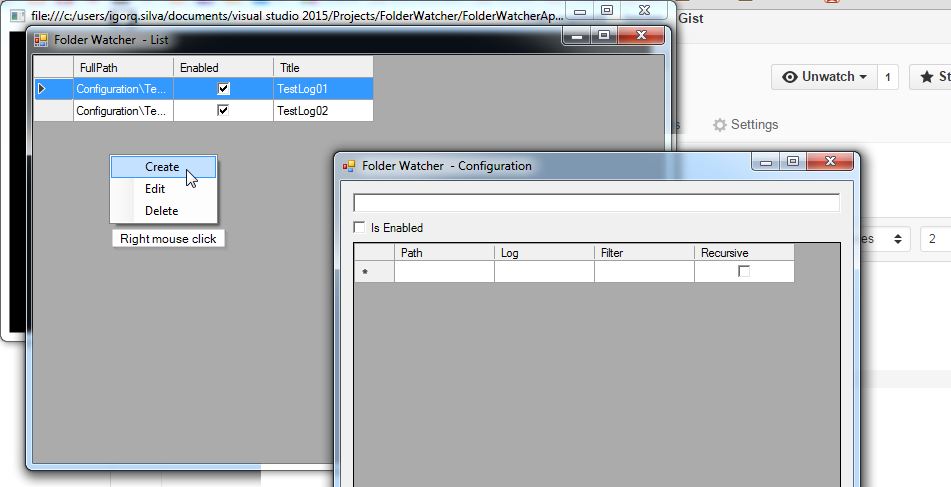 file:///c:/users/igorq.silva/documents/visual studio 2015/Projects/FolderWatcher/FolderWatcherAp...
Gist
Folder Watcher - List
FullPath Enabled Title
Configuration\Te... TestLog01
Configuration\Te... TestLog02
Unwatch 1 St
Settings
Create
Edit
Delete
Right mouse click
Folder Watcher - Configuration
Is Enabled
Path Log Filter Recursive
*
es 2